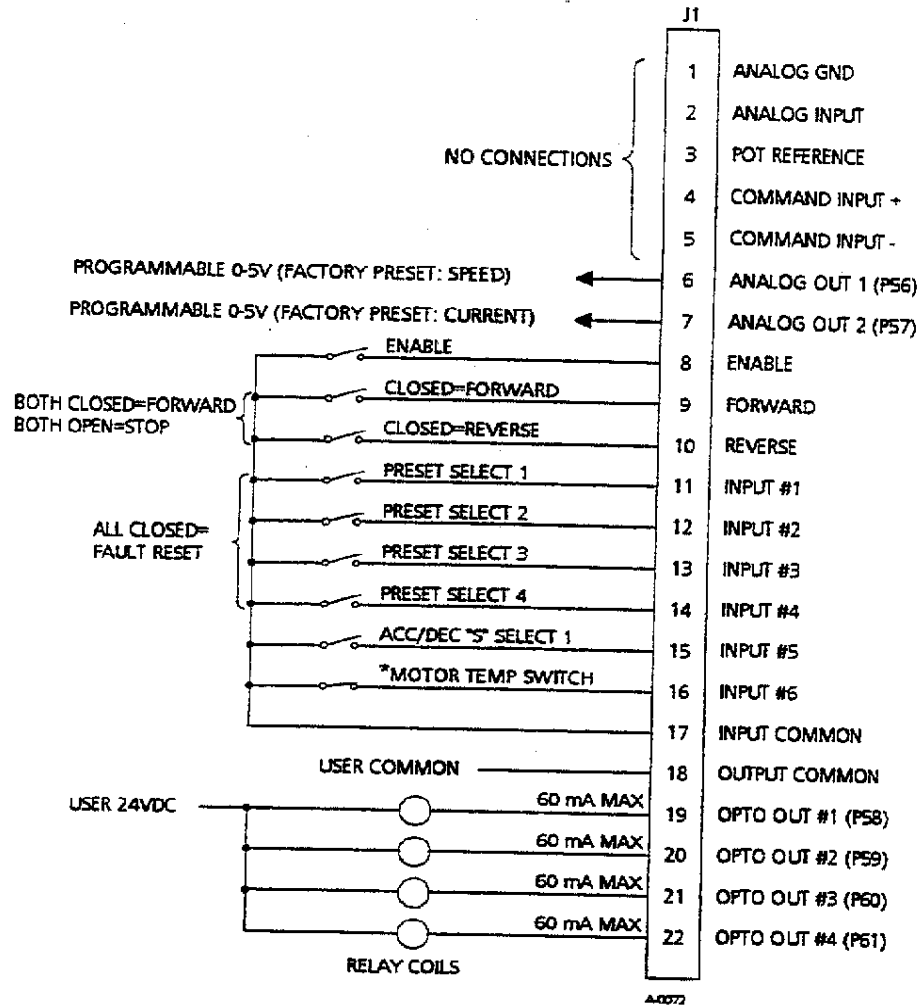 J1
1 ANALOG GND
2 ANALOG INPUT
NO CONNECTIONS
3 POT REFERENCE
4 COMMAND INPUT +
5 COMMAND INPUT -
PROGRAMMABLE 0-5V (FACTORY PRESET: SPEED)
6 ANALOG OUT 1 (P56)
PROGRAMMABLE 0-5V (FACTORY PRESET: CURRENT)
7 ANALOG OUT 2 (P57)
ENABLE
8 ENABLE
BOTH CLOSED=FORWARD
BOTH OPEN=STOP
CLOSED=FORWARD
9 FORWARD
CLOSED=REVERSE
10 REVERSE
ALL CLOSED=
FAULT RESET
PRESET SELECT 1
11 INPUT #1
PRESET SELECT 2
12 INPUT #2
PRESET SELECT 3
13 INPUT #3
PRESET SELECT 4
14 INPUT #4
ACC/DEC "S" SELECT 1
15 INPUT #5
*MOTOR TEMP SWITCH
16 INPUT #6
17 INPUT COMMON
USER COMMON
18 OUTPUT COMMON
USER 24VDC
60 mA MAX
19 OPTO OUT #1 (P58)
60 mA MAX
20 OPTO OUT #2 (P59)
60 mA MAX
21 OPTO OUT #3 (P60)
60 mA MAX
22 OPTO OUT #4 (P61)
RELAY COILS
A-0072